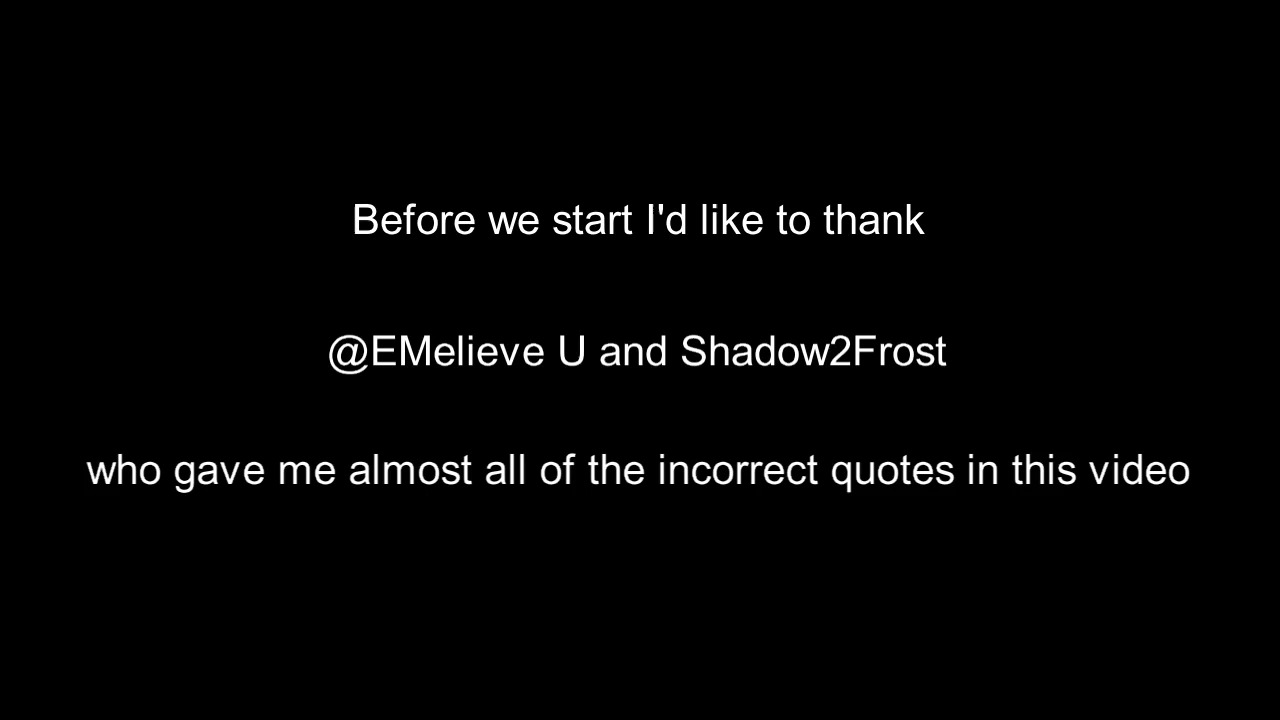 Before we start I'd like to thank
@EMelieve U and Shadow2Frost
who gave me almost all of the incorrect quotes in this video